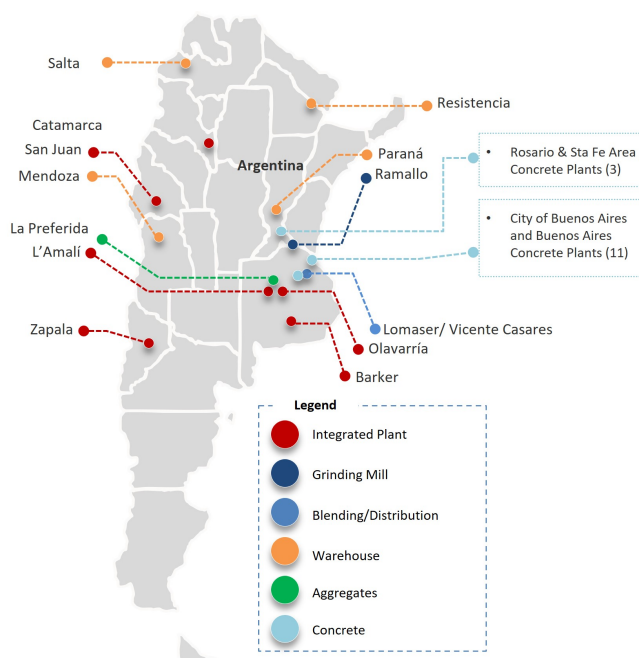 Salta
Resistencia
Catamarca
San Juan
Mendoza
Argentina
Paraná
Ramallo
• Rosario & Sta Fe Area
Concrete Plants (3)
• City of Buenos Aires
and Buenos Aires
Concrete Plants (11)
La Preferida
L’Amalí
Zapala
Lomaser/ Vicente Casares
Olavarría
Barker
Legend
Integrated Plant
Grinding Mill
Blending/Distribution
Warehouse
Aggregates
Concrete